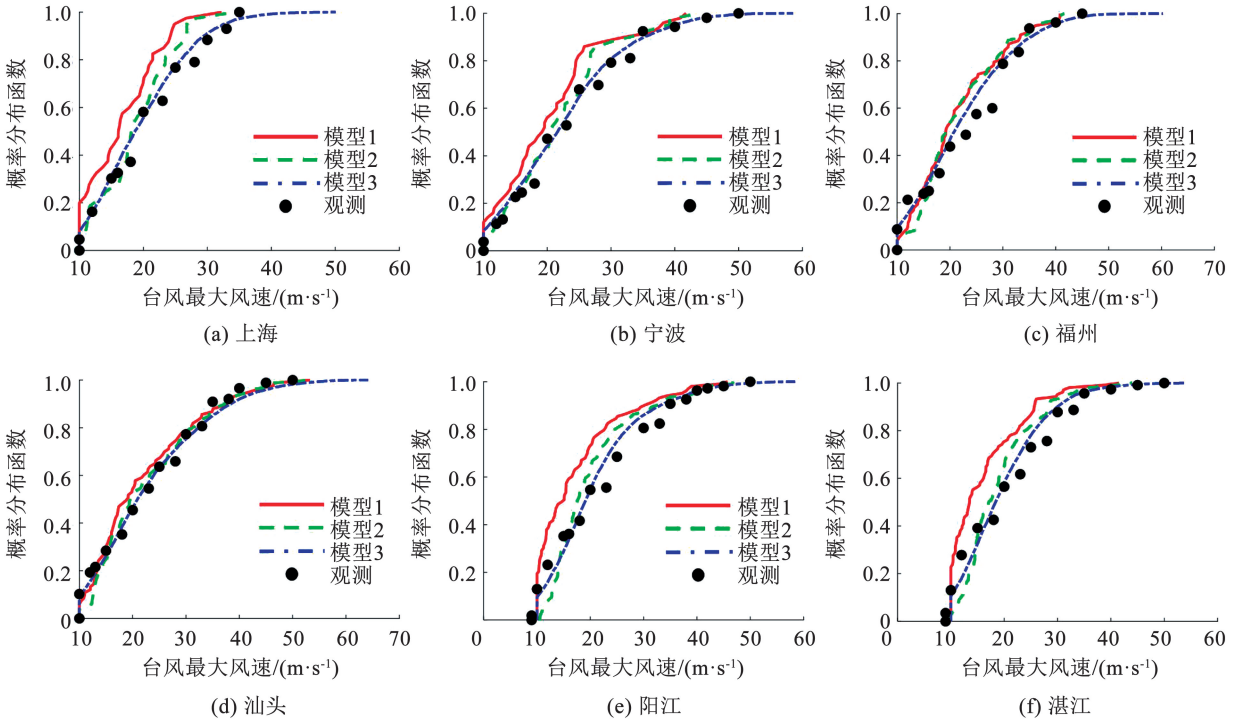 概率分布函数
1.0
0.8
0.6
0.4
0.2
0
模型1
模型2
模型3
观测
10 20 30 40 50 60
台风最大风速/(m·s⁻¹)
(a) 上海
概率分布函数
1.0
0.8
0.6
0.4
0.2
0
模型1
模型2
模型3
观测
10 20 30 40 50 60
台风最大风速/(m·s⁻¹)
(b) 宁波
概率分布函数
1.0
0.8
0.6
0.4
0.2
0
模型1
模型2
模型3
观测
10 20 30 40 50 60 70
台风最大风速/(m·s⁻¹)
(c) 福州
概率分布函数
1.0
0.8
0.6
0.4
0.2
0
模型1
模型2
模型3
观测
10 20 30 40 50 60 70
台风最大风速/(m·s⁻¹)
(d) 汕头
概率分布函数
1.0
0.8
0.6
0.4
0.2
模型1
模型2
模型3
观测
0 10 20 30 40 50 60
台风最大风速/(m·s⁻¹)
(e) 阳江
概率分布函数
1.0
0.8
0.6
0.4
0.2
模型1
模型2
模型3
观测
0 10 20 30 40 50 60
台风最大风速/(m·s⁻¹)
(f) 湛江